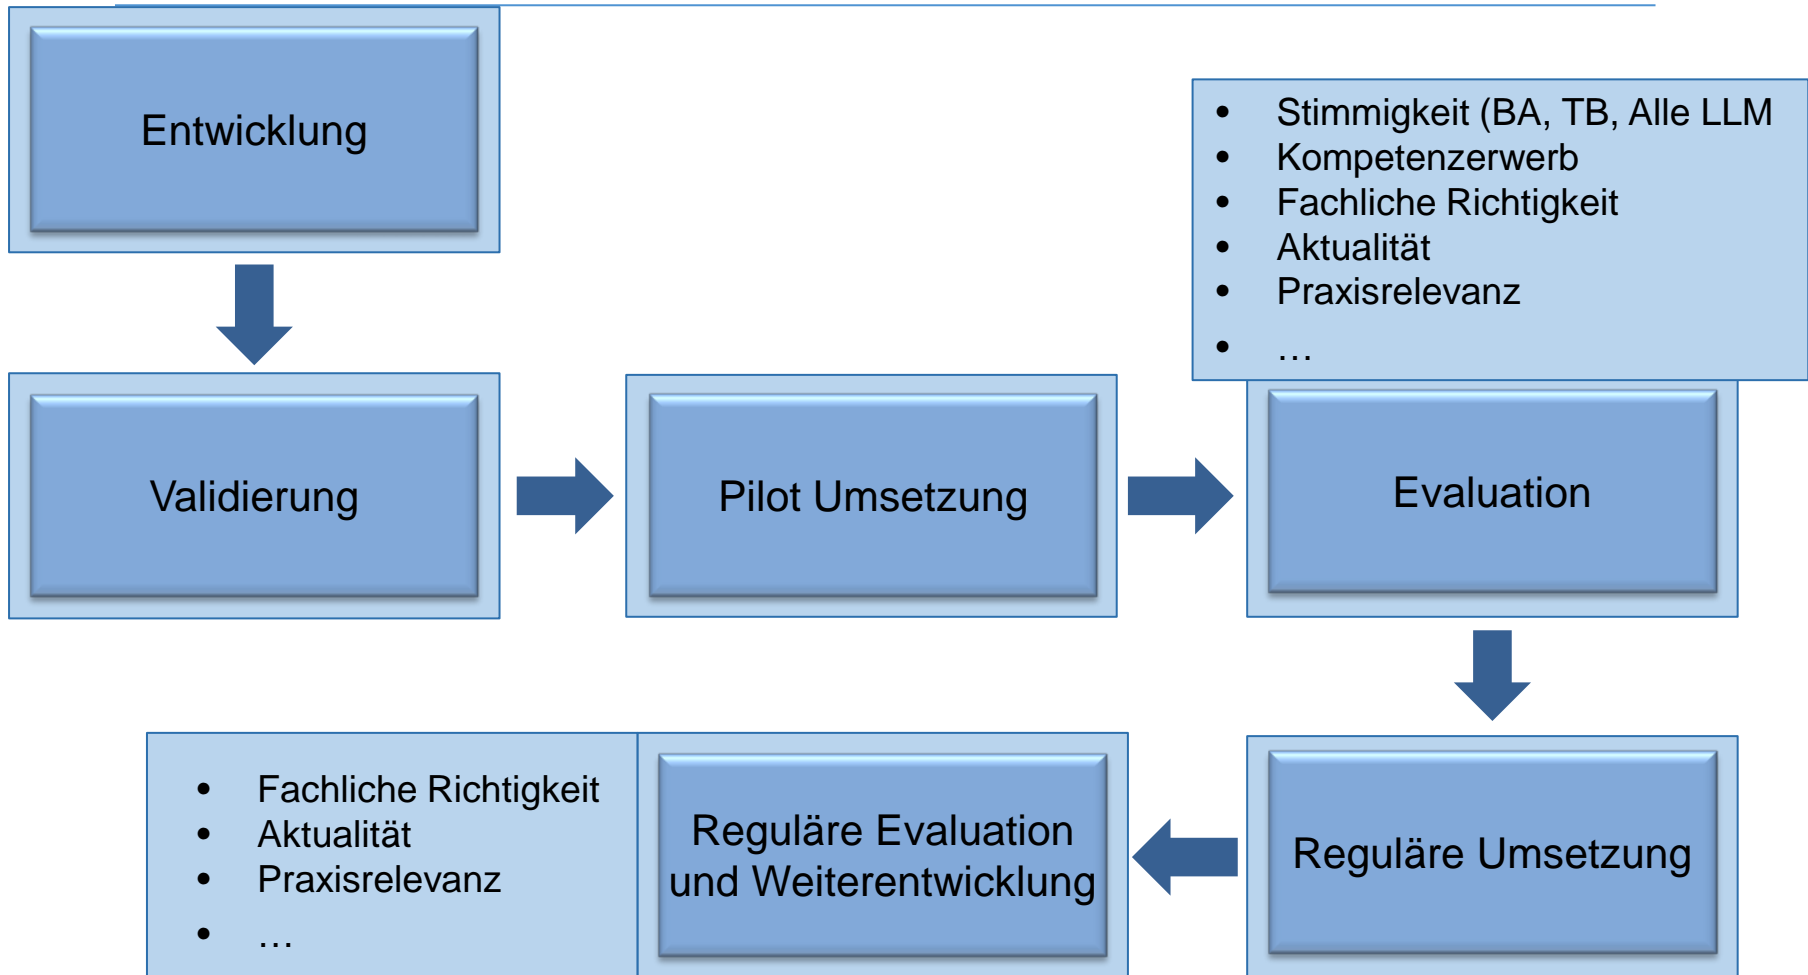 Entwicklung
• Stimmigkeit (BA, TB, Alle LLM
• Kompetenzerwerb
• Fachliche Richtigkeit
• Aktualität
• Praxisrelevanz
• …
Validierung
Pilot Umsetzung
Evaluation
• Fachliche Richtigkeit
• Aktualität
• Praxisrelevanz
• …
Reguläre Evaluation
und Weiterentwicklung
Reguläre Umsetzung